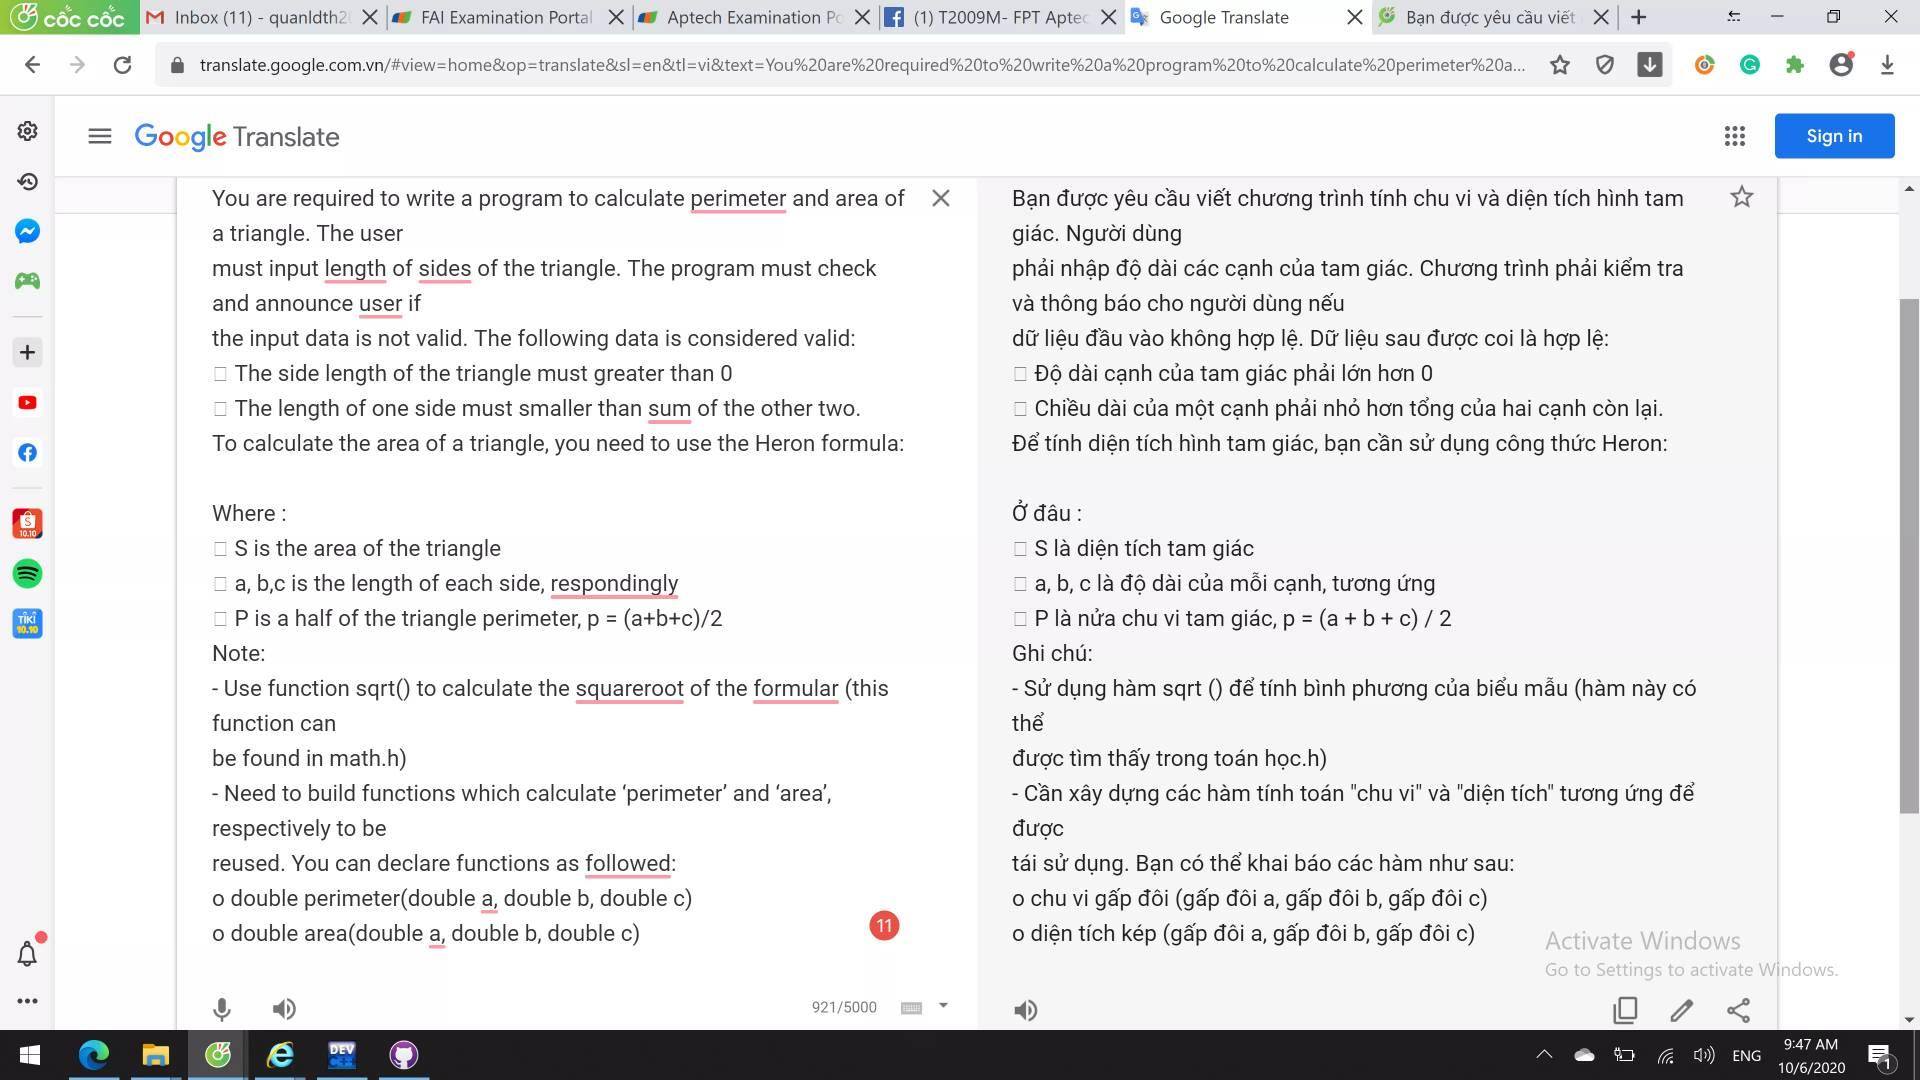 cốc cốc
Inbox (11) - quanldth2
FAI Examination Portal
Aptech Examination Po
(1) T2009M- FPT Aptec
Google Translate
Bạn được yêu cầu viết
translate.google.com.vn/#view=home&op=translate&sl=en&tl=vi&text=You%20are%20required%20to%20write%20a%20program%20to%20calculate%20perimeter%20a...
Google Translate
Sign in
You are required to write a program to calculate perimeter and area of
a triangle. The user
must input length of sides of the triangle. The program must check
and announce user if
the input data is not valid. The following data is considered valid:
The side length of the triangle must greater than 0
The length of one side must smaller than sum of the other two.
To calculate the area of a triangle, you need to use the Heron formula:
Where :
S is the area of the triangle
a, b,c is the length of each side, respondingly
P is a half of the triangle perimeter, p = (a+b+c)/2
Note:
- Use function sqrt() to calculate the squareroot of the formular (this
function can
be found in math.h)
- Need to build functions which calculate ‘perimeter’ and ‘area’,
respectively to be
reused. You can declare functions as followed:
o double perimeter(double a, double b, double c)
o double area(double a, double b, double c)
11
921/5000
Bạn được yêu cầu viết chương trình tính chu vi và diện tích hình tam
giác. Người dùng
phải nhập độ dài các cạnh của tam giác. Chương trình phải kiểm tra
và thông báo cho người dùng nếu
dữ liệu đầu vào không hợp lệ. Dữ liệu sau được coi là hợp lệ:
Độ dài cạnh của tam giác phải lớn hơn 0
Chiều dài của một cạnh phải nhỏ hơn tổng của hai cạnh còn lại.
Để tính diện tích hình tam giác, bạn cần sử dụng công thức Heron:
Ở đâu :
S là diện tích tam giác
a, b, c là độ dài của mỗi cạnh, tương ứng
P là nửa chu vi tam giác, p = (a + b + c) / 2
Ghi chú:
- Sử dụng hàm sqrt () để tính bình phương của biểu mẫu (hàm này có
thể
được tìm thấy trong toán học.h)
- Cần xây dựng các hàm tính toán "chu vi" và "diện tích" tương ứng để
được
tái sử dụng. Bạn có thể khai báo các hàm như sau:
o chu vi gấp đôi (gấp đôi a, gấp đôi b, gấp đôi c)
o diện tích kép (gấp đôi a, gấp đôi b, gấp đôi c)
Activate Windows
Go to Settings to activate Windows.
S
10.10
TIKI
10.10
DEV
C++
ENG
9:47 AM
10/6/2020
1